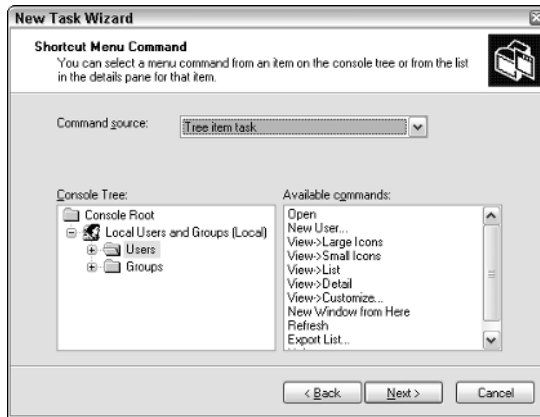 New Task Wizard
Shortcut Menu Command
You can select a menu command from an item on the console tree or from the list
in the details pane for that item.
Command source:
Tree item task
Console Tree:
Console Root
Local Users and Groups (Local)
Users
Groups
Available commands:
Open
New User...
View->Large Icons
View->Small Icons
View->List
View->Detail
View->Customize...
New Window from Here
Refresh
Export List...
< Back
Next >
Cancel